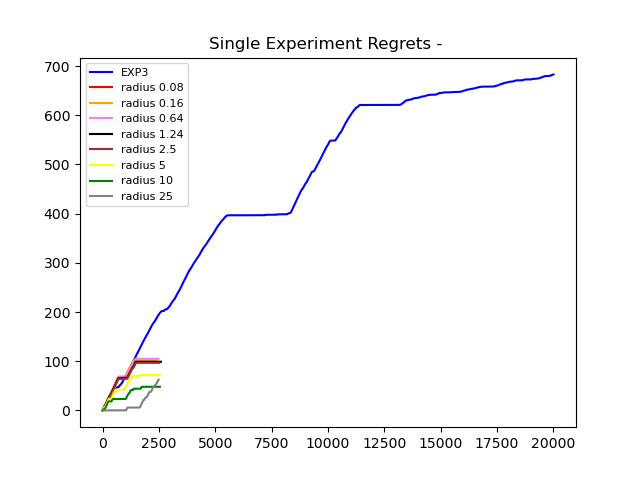 Single Experiment Regrets -
EXP3
radius 0.08
radius 0.16
radius 0.64
radius 1.24
radius 2.5
radius 5
radius 10
radius 25
700
600
500
400
300
200
100
0
0 2500 5000 7500 10000 12500 15000 17500 20000